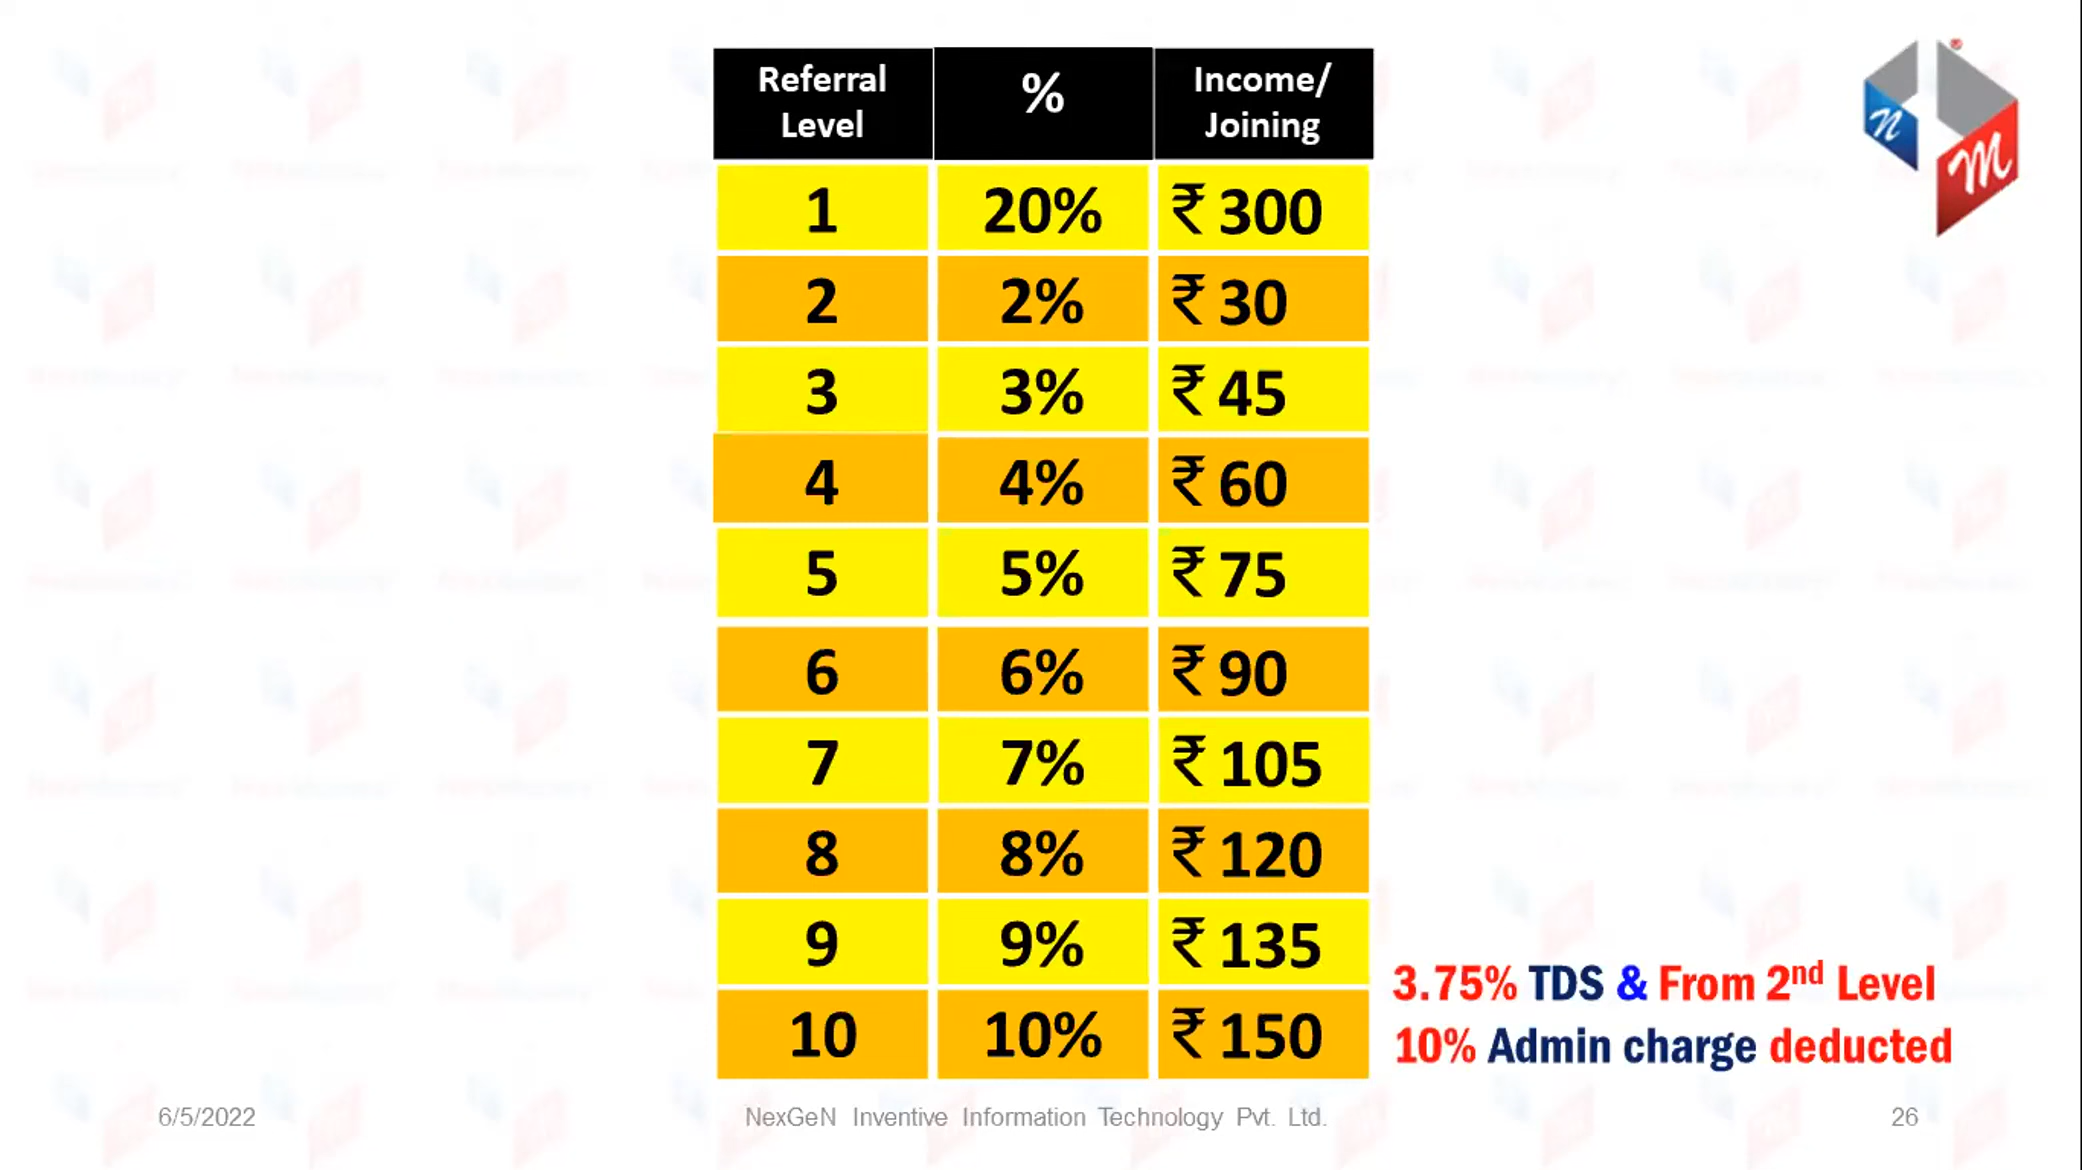 Referral Level % Income/ Joining
1 20% ₹ 300
2 2% ₹ 30
3 3% ₹ 45
4 4% ₹ 60
5 5% ₹ 75
6 6% ₹ 90
7 7% ₹ 105
8 8% ₹ 120
9 9% ₹ 135
10 10% ₹ 150
n
M
®
3.75% TDS & From 2nd Level
10% Admin charge deducted
6/5/2022 NexGeN Inventive Information Technology Pvt. Ltd. 26